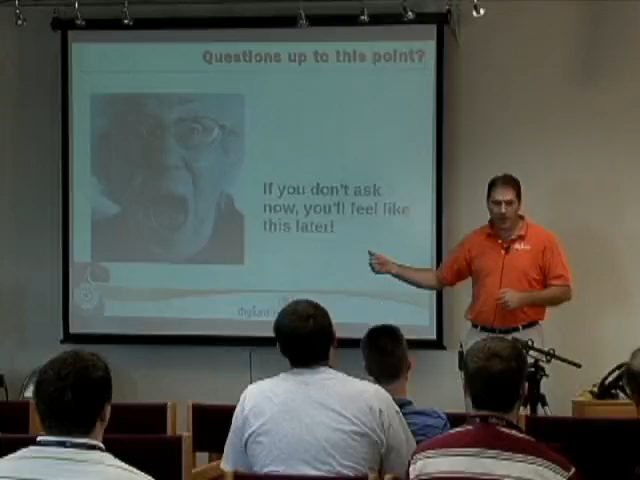 Questions up to this point?
If you don't ask
now, you'll feel like
this later!